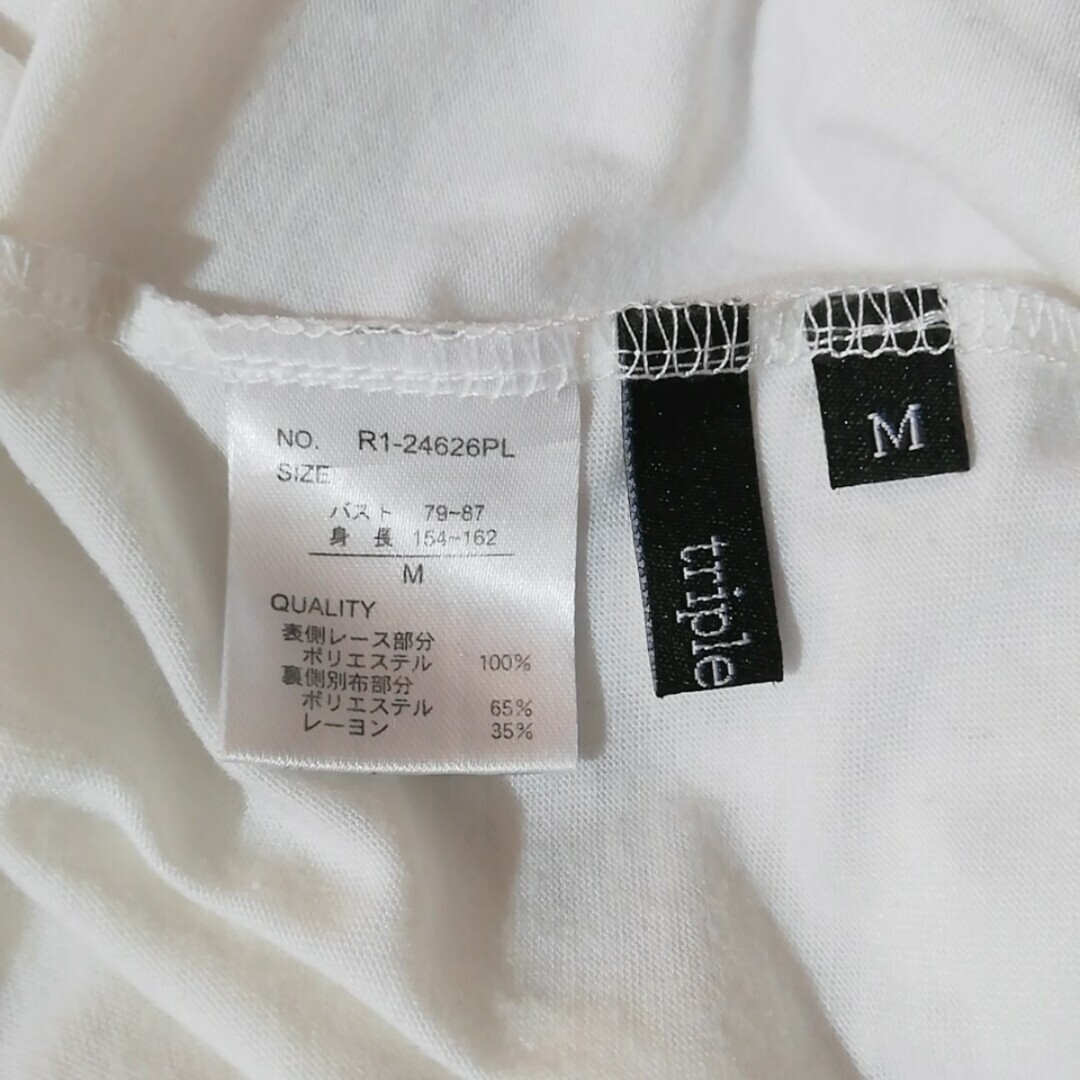 NO. R1-24626PL
SIZE
バスト 79~87
身 長 154~162
M
QUALITY
表側レース部分
ポリエステル 100%
裏側別布部分
ポリエステル 65%
レーヨン 35%
triple
M